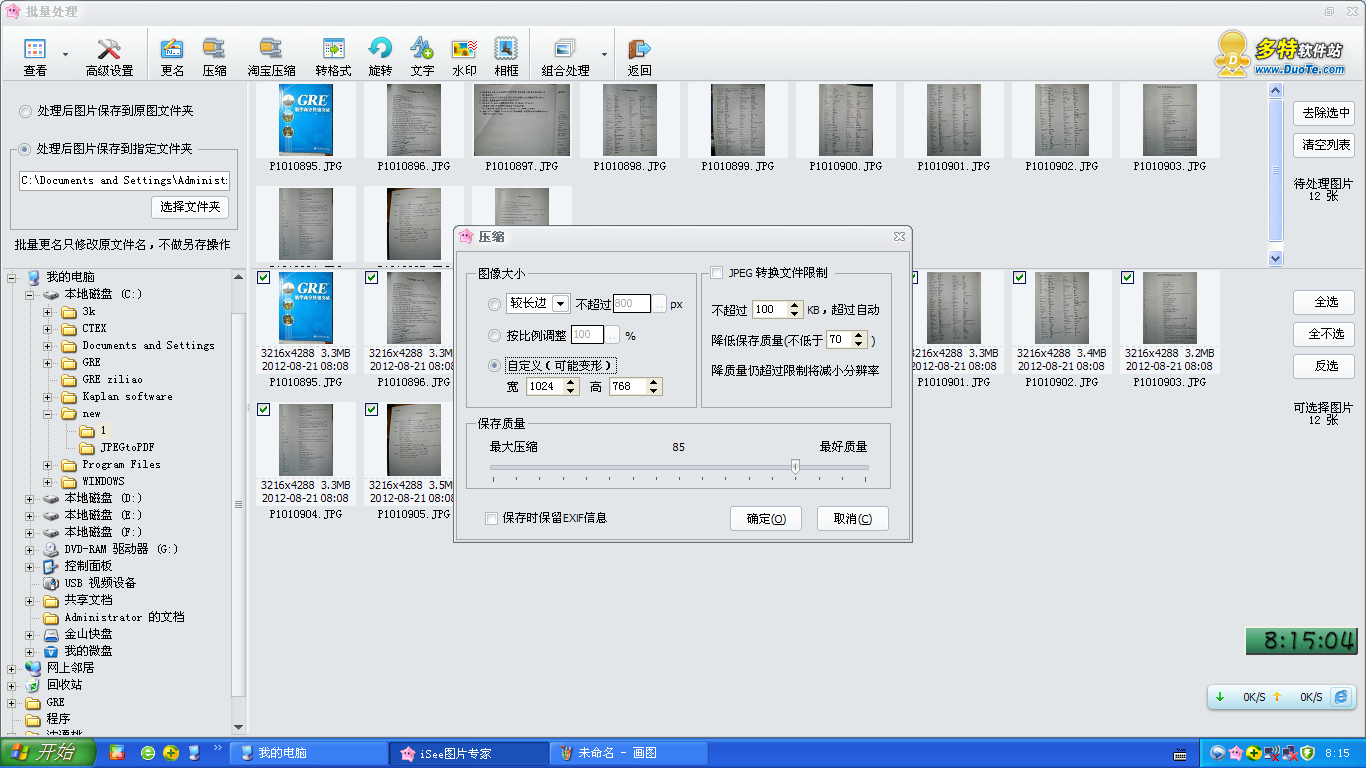 批量处理
查看
高级设置
更名
压缩
淘宝压缩
转格式
旋转
文字
水印
相框
组合处理
返回
多特软件站
www.DuoTe.com
处理后图片保存到原图文件夹
处理后图片保存到指定文件夹
C:\Documents and Settings\Administ
选择文件夹
批量更名只修改原文件名，不做另存操作
GRE
P1010895.JPG
P1010896.JPG
P1010897.JPG
P1010898.JPG
P1010899.JPG
P1010900.JPG
P1010901.JPG
P1010902.JPG
P1010903.JPG
去除选中
清空列表
待处理图片
12 张
我的电脑
本地磁盘 (C:)
3k
CTEX
Documents and Settings
GRE
GRE ziliao
Kaplan software
new
1
JPEGtoPDF
Program Files
WINDOWS
本地磁盘 (D:)
本地磁盘 (E:)
本地磁盘 (F:)
DVD-RAM 驱动器 (G:)
控制面板
USB 视频设备
共享文档
Administrator 的文档
金山快盘
我的微盘
网上邻居
回收站
GRE
程序
GRE
3216x4288 3.3MB
2012-08-21 08:08
P1010895.JPG
3216x4288 3.3M
2012-08-21 08:08
P1010896.JPG
3216x4288 3.3MB
2012-08-21 08:08
P1010901.JPG
3216x4288 3.4MB
2012-08-21 08:08
P1010902.JPG
3216x4288 3.2MB
2012-08-21 08:08
P1010903.JPG
3216x4288 3.3MB
2012-08-21 08:08
P1010904.JPG
3216x4288 3.5M
2012-08-21 08:08
P1010905.JPG
全选
全不选
反选
可选择图片
12 张
压缩
图像大小
较长边 不超过 800 px
按比例调整 100 %
自定义（可能变形）
宽 1024 高 768
JPEG 转换文件限制
不超过 100 KB，超过自动
降低保存质量(不低于 70 )
降质量仍超过限制将减小分辨率
保存质量
最大压缩 85 最好质量
保存时保留EXIF信息
确定(O)
取消(C)
8:15:04
0K/S 0K/S
开始
我的电脑
iSee图片专家
未命名 - 画图
8:15